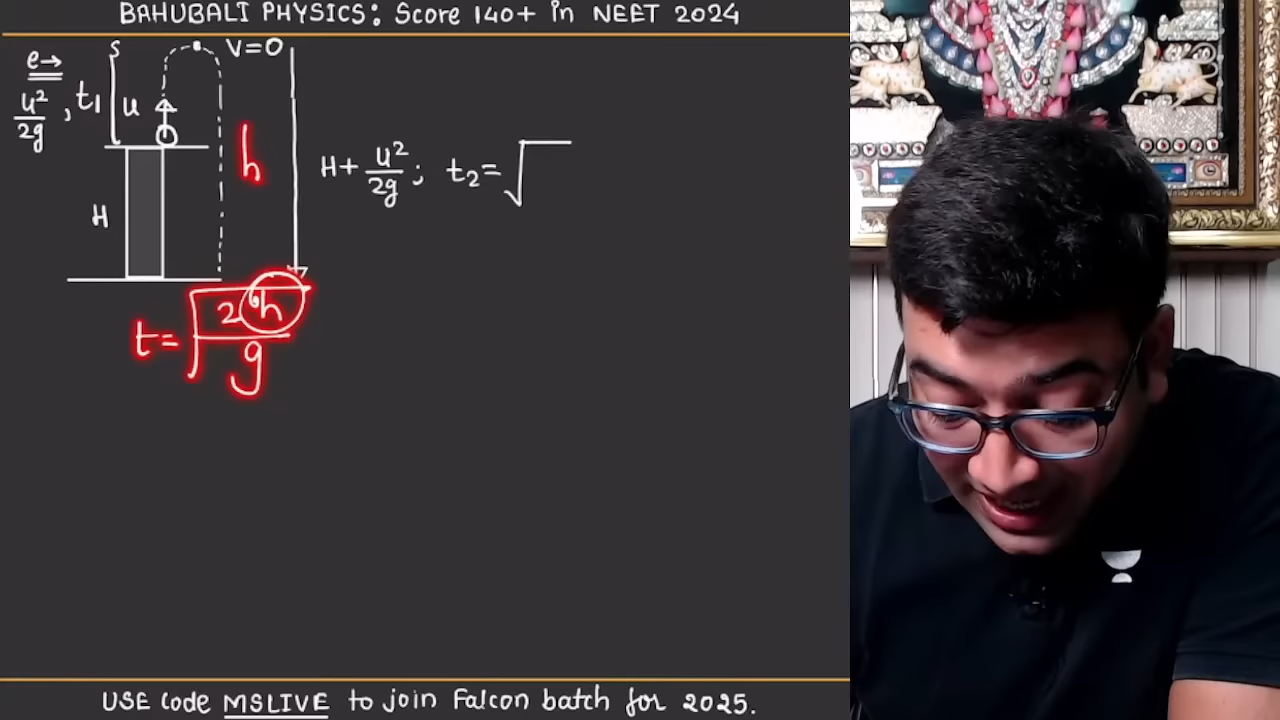 BAHUBALI PHYSICS: Score 140+ in NEET 2024
e→
u²/2g , t₁
u
V=0
h
H
H+ u²/2g ; t₂=√
t=√2h/g
USE Code MSLIVE to join Falcon batch for 2025.